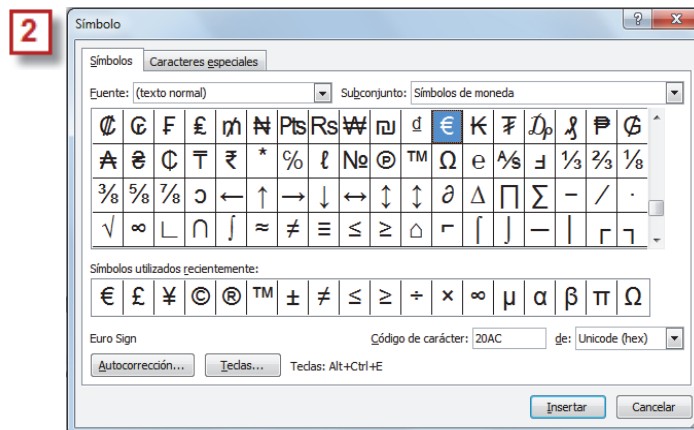 2
Símbolo
Símbolos Caracteres especiales
Fuente: (texto normal) Subconjunto: Símbolos de moneda
₡ ₢ ₣ ₤ ₥ ₦ ₧ ₨ ₩ ₪ ₫ € ₭ ₮ ₯ ₰ ₱ ₲
₳ ₴ ₵ ₸ ₹ * ℅ ℓ № ℗ ™ Ω ℮ ⅍ ⅎ ⅓ ⅔ ⅛
⅜ ⅝ ⅞ ↄ ← ↑ → ↓ ↔ ↕ ↨ ∂ ∆ ∏ ∑ − ∕ ∙
√ ∞ ∟ ∩ ∫ ≈ ≠ ≡ ≤ ≥ ⌂ ⌐ ⌠ ⌡ ─ │ ┌ ┐
Símbolos utilizados recientemente:
€ £ ¥ © ® ™ ± ≠ ≤ ≥ ÷ × ∞ µ α β π Ω
Euro Sign Código de carácter: 20AC de: Unicode (hex)
Autocorrección... Teclas... Teclas: Alt+Ctrl+E
Insertar Cancelar